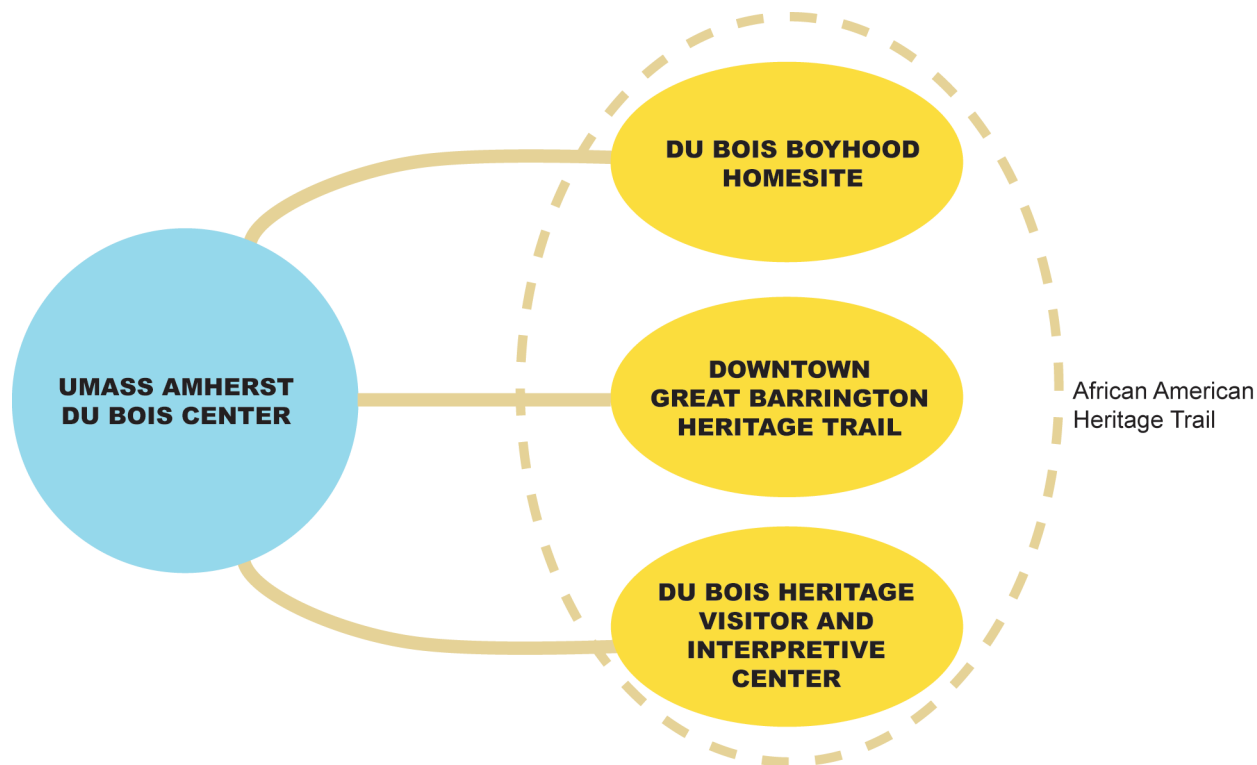 DU BOIS BOYHOOD
HOMESITE
UMASS AMHERST
DU BOIS CENTER
DOWNTOWN
GREAT BARRINGTON
HERITAGE TRAIL
African American
Heritage Trail
DU BOIS HERITAGE
VISITOR AND
INTERPRETIVE
CENTER